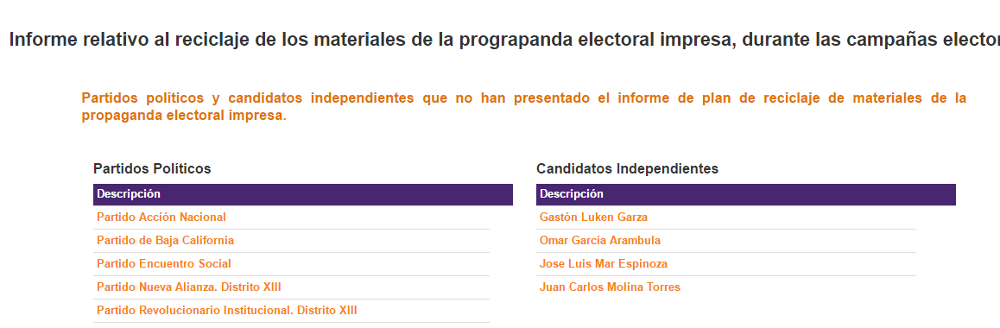 Informe relativo al reciclaje de los materiales de la prograpanda electoral impresa, durante las campañas
Partidos políticos y candidatos independientes que no han presentado el informe de plan de reciclaje de materiales de la
propaganda electoral impresa.
Partidos Políticos
Descripción
Partido Acción Nacional
Partido de Baja California
Partido Encuentro Social
Partido Nueva Alianza. Distrito XIII
Partido Revolucionario Institucional. Distrito XIII
Candidatos Independientes
Descripción
Gastón Luken Garza
Omar García Arambula
Jose Luis Mar Espinoza
Juan Carlos Molina Torres